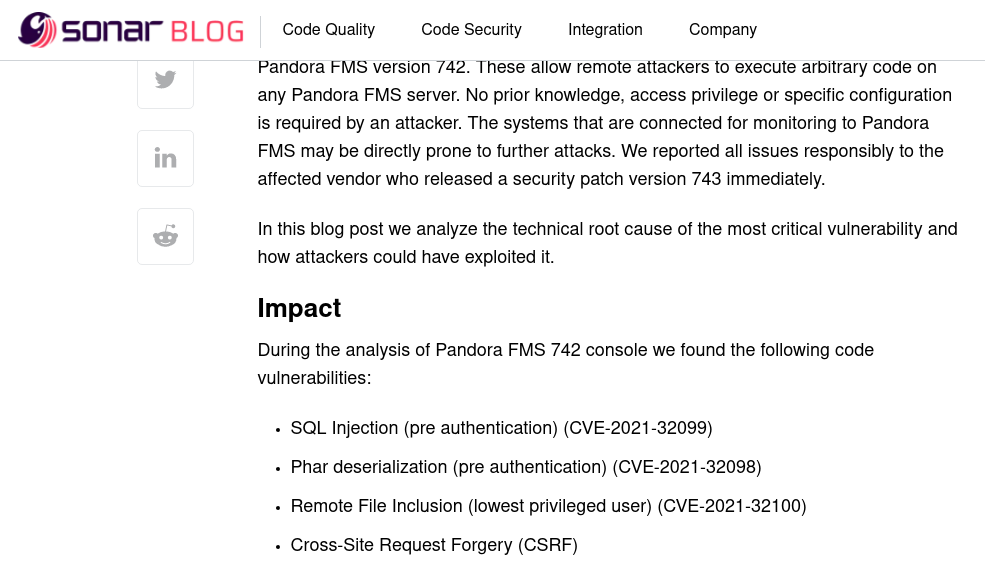 sonar BLOG
Code Quality
Code Security
Integration
Company
Pandora FMS version 742. These allow remote attackers to execute arbitrary code on
any Pandora FMS server. No prior knowledge, access privilege or specific configuration
is required by an attacker. The systems that are connected for monitoring to Pandora
FMS may be directly prone to further attacks. We reported all issues responsibly to the
affected vendor who released a security patch version 743 immediately.
in
In this blog post we analyze the technical root cause of the most critical vulnerability and
how attackers could have exploited it.
Impact
During the analysis of Pandora FMS 742 console we found the following code
vulnerabilities:
• SQL Injection (pre authentication) (CVE-2021-32099)
• Phar deserialization (pre authentication) (CVE-2021-32098)
• Remote File Inclusion (lowest privileged user) (CVE-2021-32100)
• Cross-Site Request Forgery (CSRF)